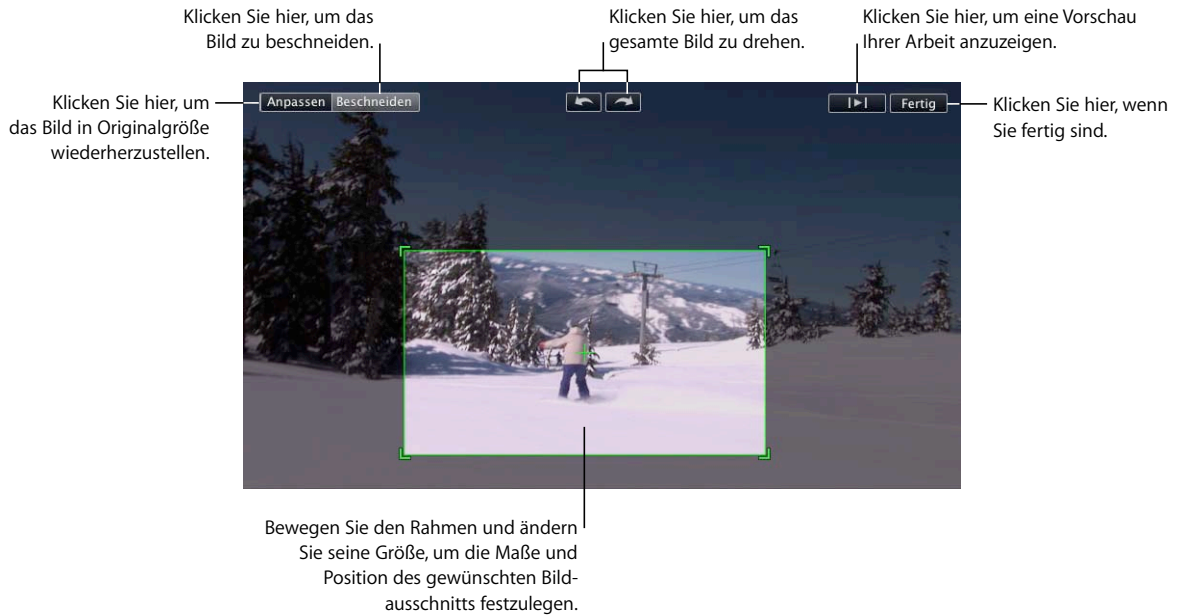 Klicken Sie hier, um das
Bild zu beschneiden.
Klicken Sie hier, um das
gesamte Bild zu drehen.
Klicken Sie hier, um eine Vorschau
Ihrer Arbeit anzuzeigen.
Klicken Sie hier, um
das Bild in Originalgröße
wiederherzustellen.
Anpassen Beschneiden
Fertig
Klicken Sie hier, wenn
Sie fertig sind.
Bewegen Sie den Rahmen und ändern
Sie seine Größe, um die Maße und
Position des gewünschten Bild-
ausschnitts festzulegen.